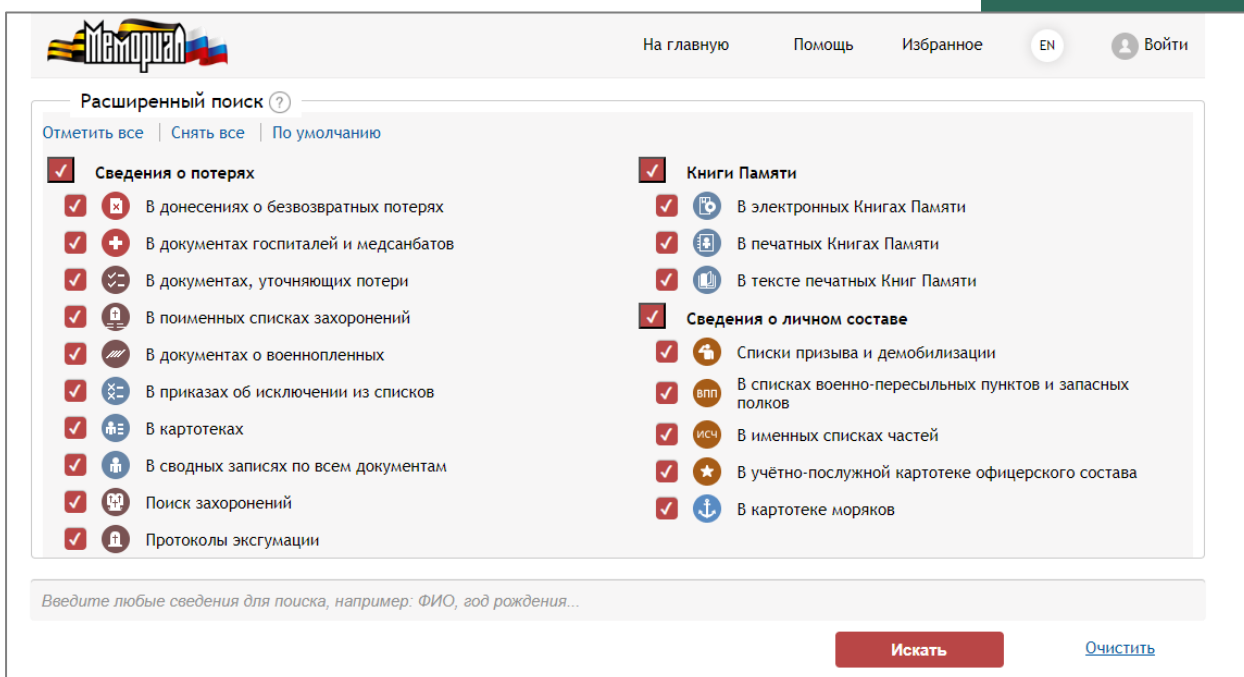 Мемориал
На главную
Помощь
Избранное
EN
Войти
Расширенный поиск ?
Отметить все | Снять все | По умолчанию
Сведения о потерях
В донесениях о безвозвратных потерях
В документах госпиталей и медсанбатов
В документах, уточняющих потери
В поименных списках захоронений
В документах о военнопленных
В приказах об исключении из списков
В картотеках
В сводных записях по всем документам
Поиск захоронений
Протоколы эксгумации
Книги Памяти
В электронных Книгах Памяти
В печатных Книгах Памяти
В тексте печатных Книг Памяти
Сведения о личном составе
Списки призыва и демобилизации
ВПП
В списках военно-пересыльных пунктов и запасных
полков
ИСЧ
В именных списках частей
В учётно-послужной картотеке офицерского состава
В картотеке моряков
Введите любые сведения для поиска, например: ФИО, год рождения...
Искать
Очистить